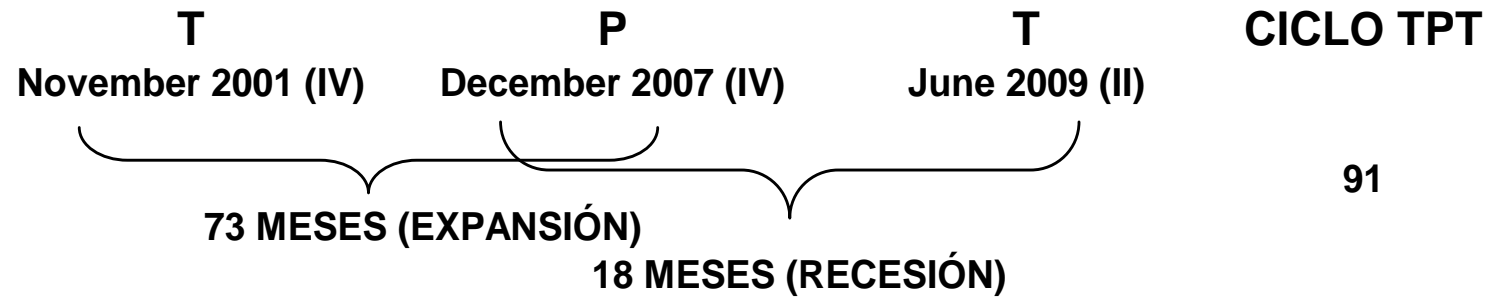 T P T CICLO TPT
November 2001 (IV) December 2007 (IV) June 2009 (II)
91
73 MESES (EXPANSIÓN)
18 MESES (RECESIÓN)